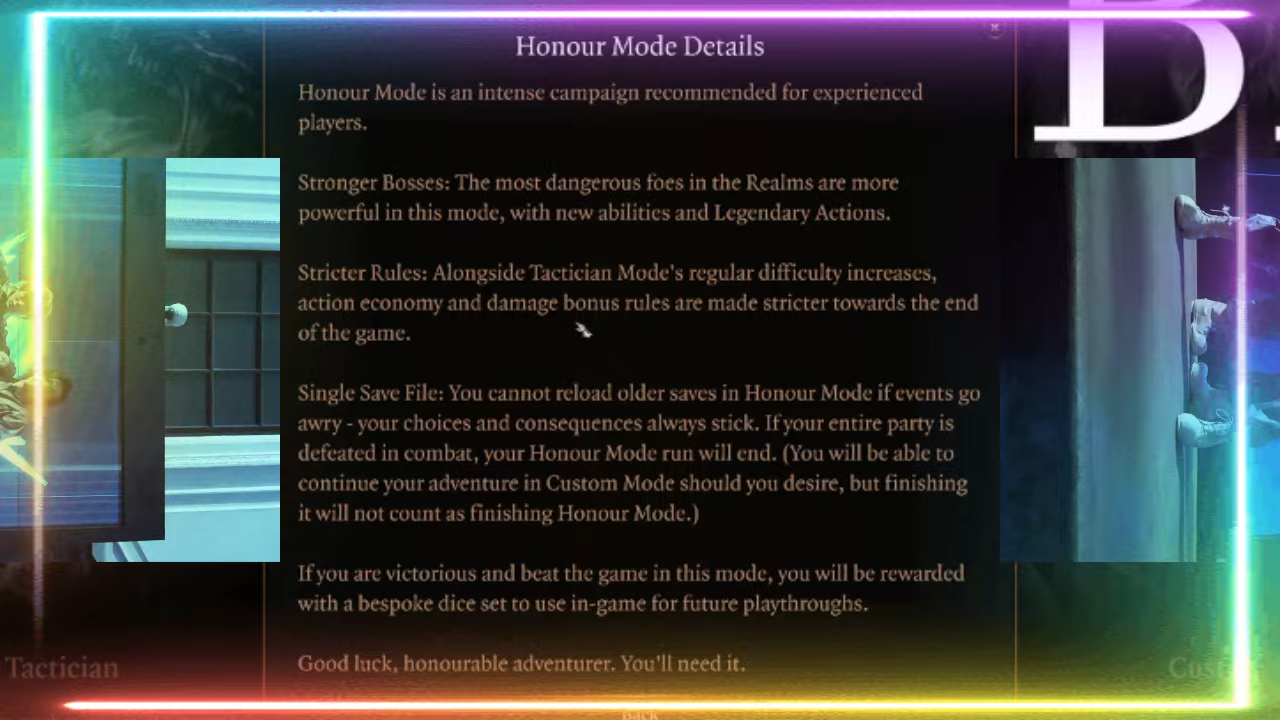 B
Honour Mode Details
Honour Mode is an intense campaign recommended for experienced
players.
Stronger Bosses: The most dangerous foes in the Realms are more
powerful in this mode, with new abilities and Legendary Actions.
Stricter Rules: Alongside Tactician Mode's regular difficulty increases,
action economy and damage bonus rules are made stricter towards the end
of the game.
Single Save File: You cannot reload older saves in Honour Mode if events go
awry - your choices and consequences always stick. If your entire party is
defeated in combat, your Honour Mode run will end. (You will be able to
continue your adventure in Custom Mode should you desire, but finishing
it will not count as finishing Honour Mode.)
If you are victorious and beat the game in this mode, you will be rewarded
with a bespoke dice set to use in-game for future playthroughs.
Good luck, honourable adventurer. You'll need it.
Tactician